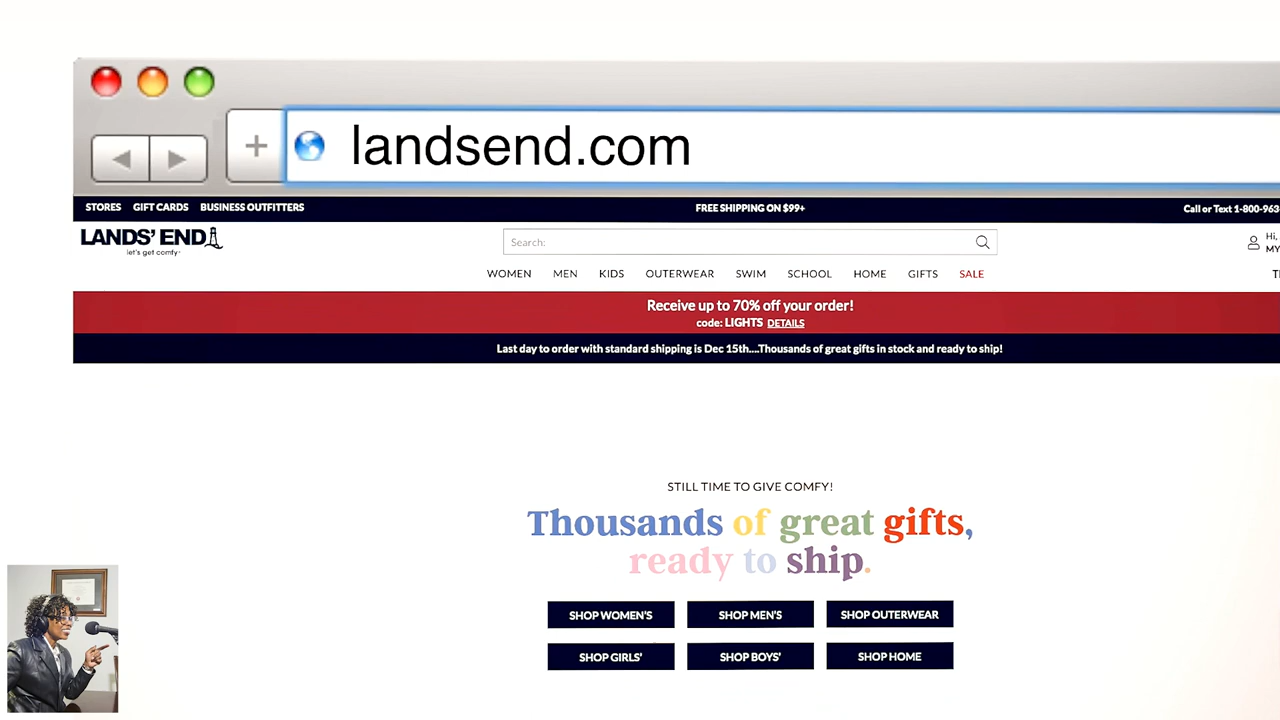 landsend.com
STORES GIFT CARDS BUSINESS OUTFITTERS
FREE SHIPPING ON $99+
Call or Text 1-800-963
LANDS' END
let's get comfy
Search:
Hi,
MY
WOMEN MEN KIDS OUTERWEAR SWIM SCHOOL HOME GIFTS SALE
Receive up to 70% off your order!
code: LIGHTS DETAILS
Last day to order with standard shipping is Dec 15th....Thousands of great gifts in stock and ready to ship!
STILL TIME TO GIVE COMFY!
Thousands of great gifts,
ready to ship.
SHOP WOMEN'S SHOP MEN'S SHOP OUTERWEAR
SHOP GIRLS' SHOP BOYS' SHOP HOME